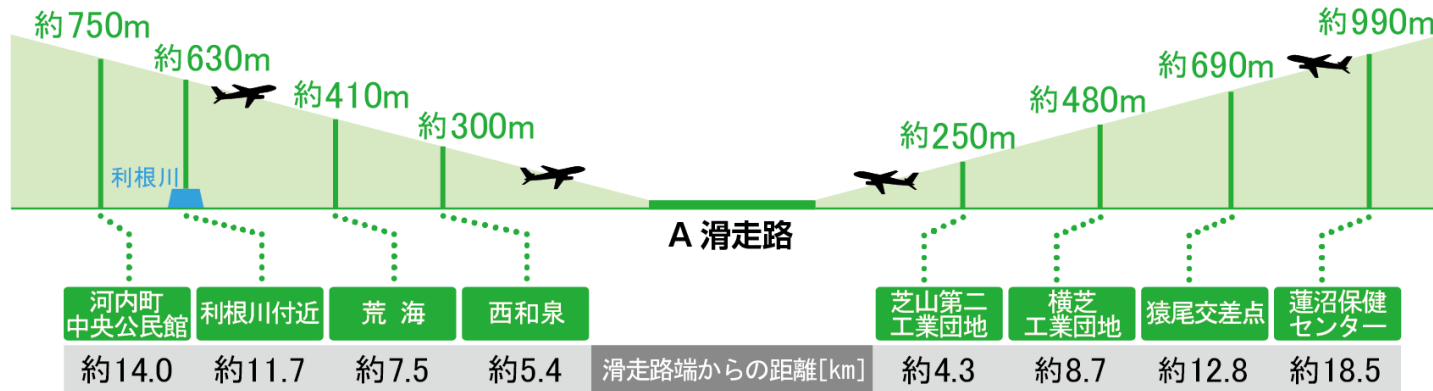 約750m
約630m
約410m
約300m
約250m
約480m
約690m
約990m
利根川
A 滑走路
河内町
中央公民館
利根川付近
荒 海
西和泉
芝山第二
工業団地
横芝
工業団地
猿尾交差点
蓮沼保健
センター
約14.0 約11.7 約7.5 約5.4 滑走路端からの距離[km] 約4.3 約8.7 約12.8 約18.5